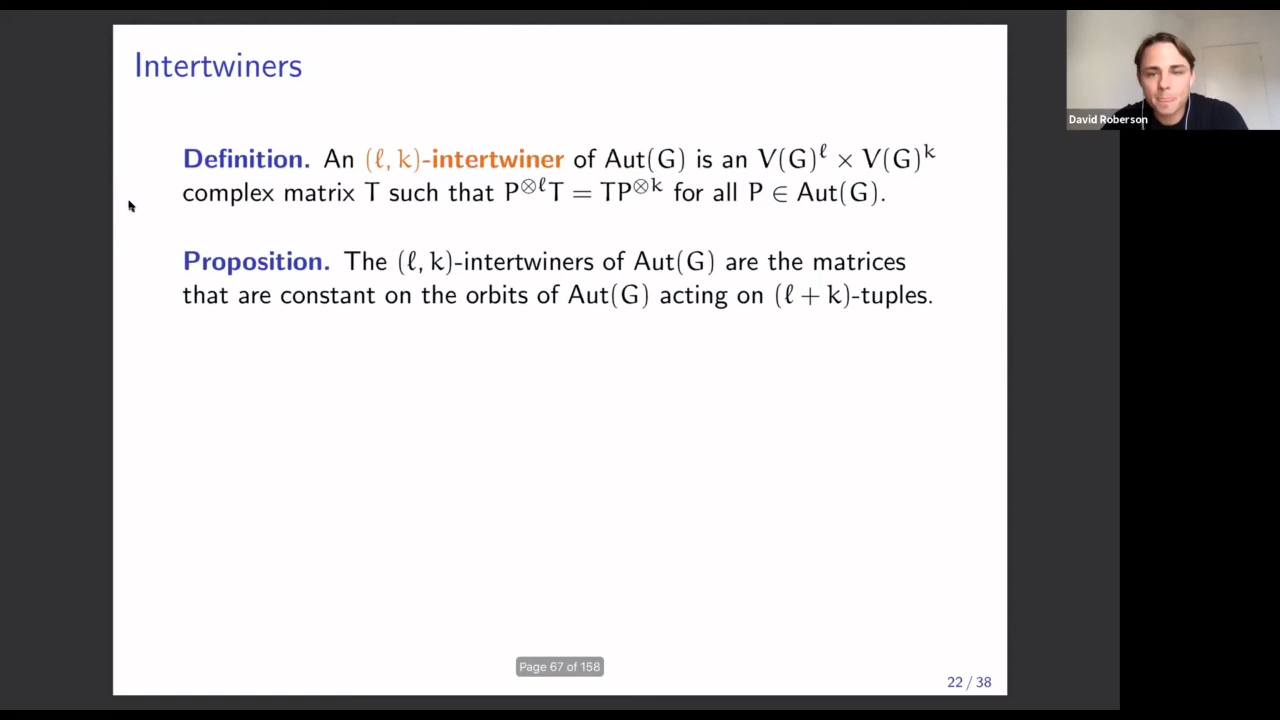 Intertwiners
Definition. An (ℓ, k)-intertwiner of Aut(G) is an V(G)^ℓ × V(G)^k
complex matrix T such that P^{⊗ℓ}T = TP^{⊗k} for all P ∈ Aut(G).
Proposition. The (ℓ, k)-intertwiners of Aut(G) are the matrices
that are constant on the orbits of Aut(G) acting on (ℓ + k)-tuples.
Page 67 of 158
22 / 38
David Roberson